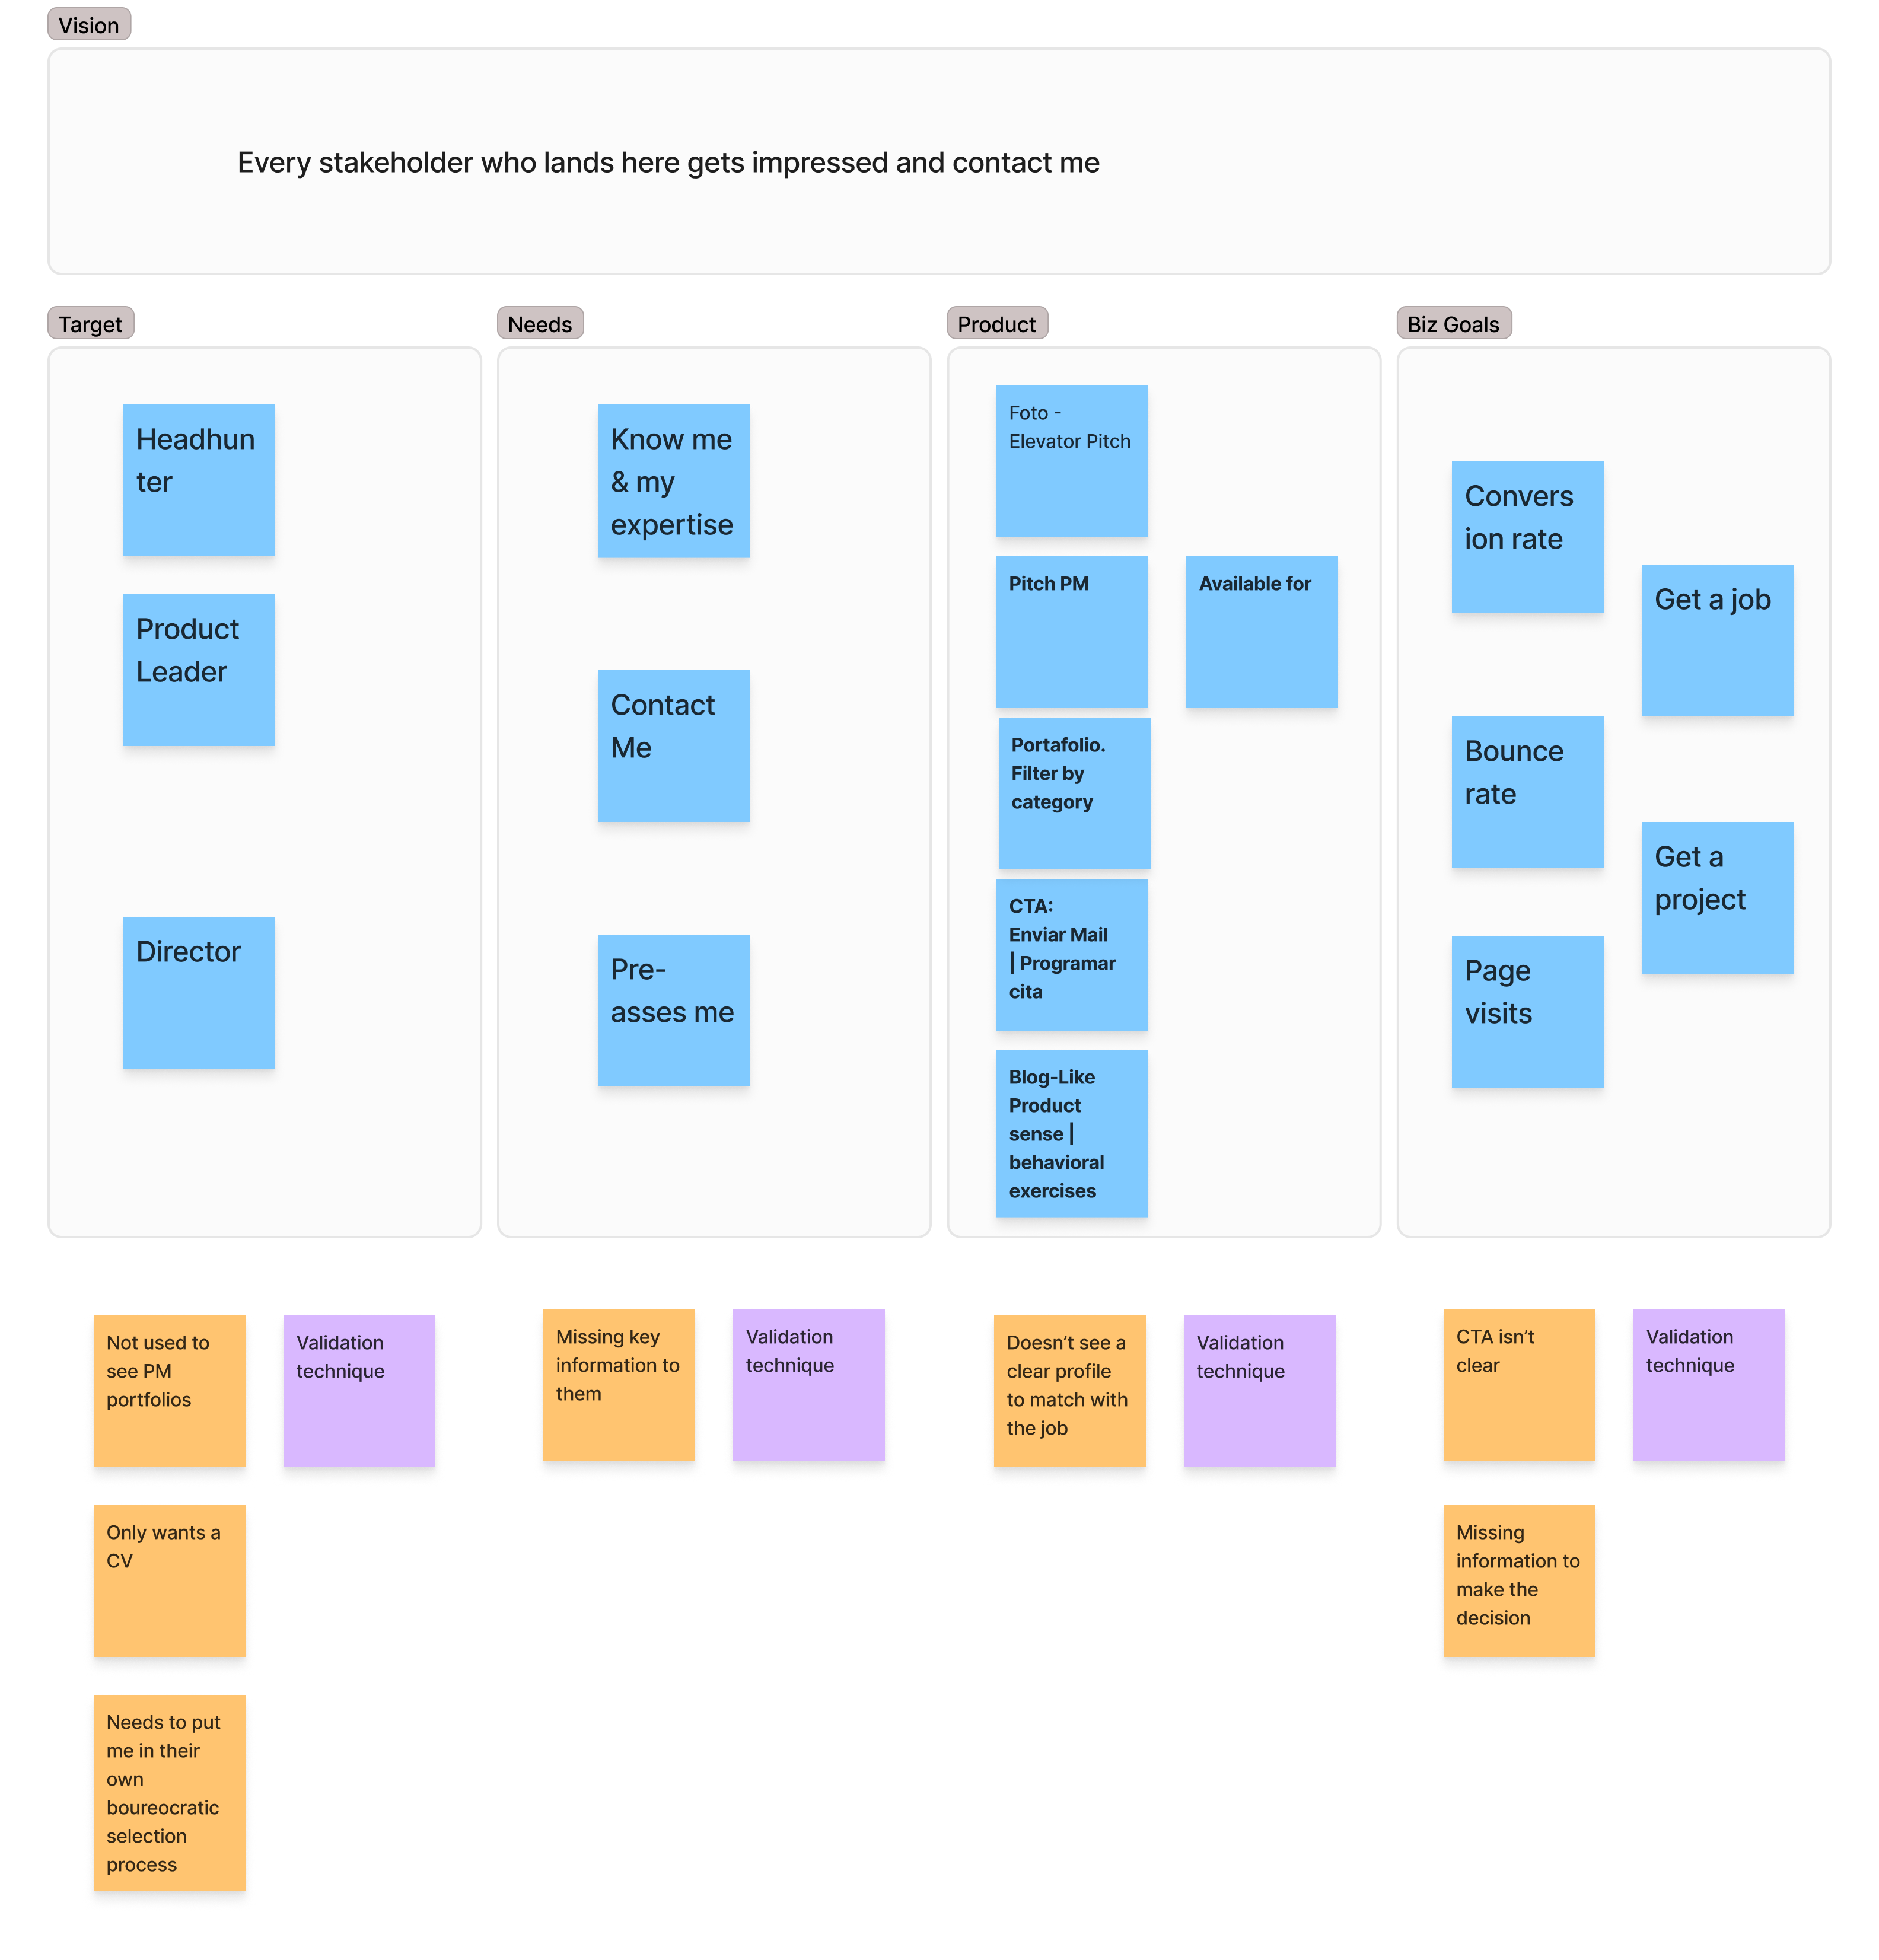 Vision
Every stakeholder who lands here gets impressed and contact me
Target
Headhun
ter
Product
Leader
Director
Needs
Know me
& my
expertise
Contact
Me
Pre-
asses me
Product
Foto -
Elevator Pitch
Pitch PM
Available for
Portafolio.
Filter by
category
CTA:
Enviar Mail
| Programar
cita
Blog-Like
Product
sense |
behavioral
exercises
Biz Goals
Convers
ion rate
Get a job
Bounce
rate
Get a
project
Page
visits
Not used to
see PM
portfolios
Validation
technique
Only wants a
CV
Needs to put
me in their
own
boureocratic
selection
process
Missing key
information to
them
Validation
technique
Doesn't see a
clear profile
to match with
the job
Validation
technique
CTA isn't
clear
Validation
technique
Missing
information to
make the
decision